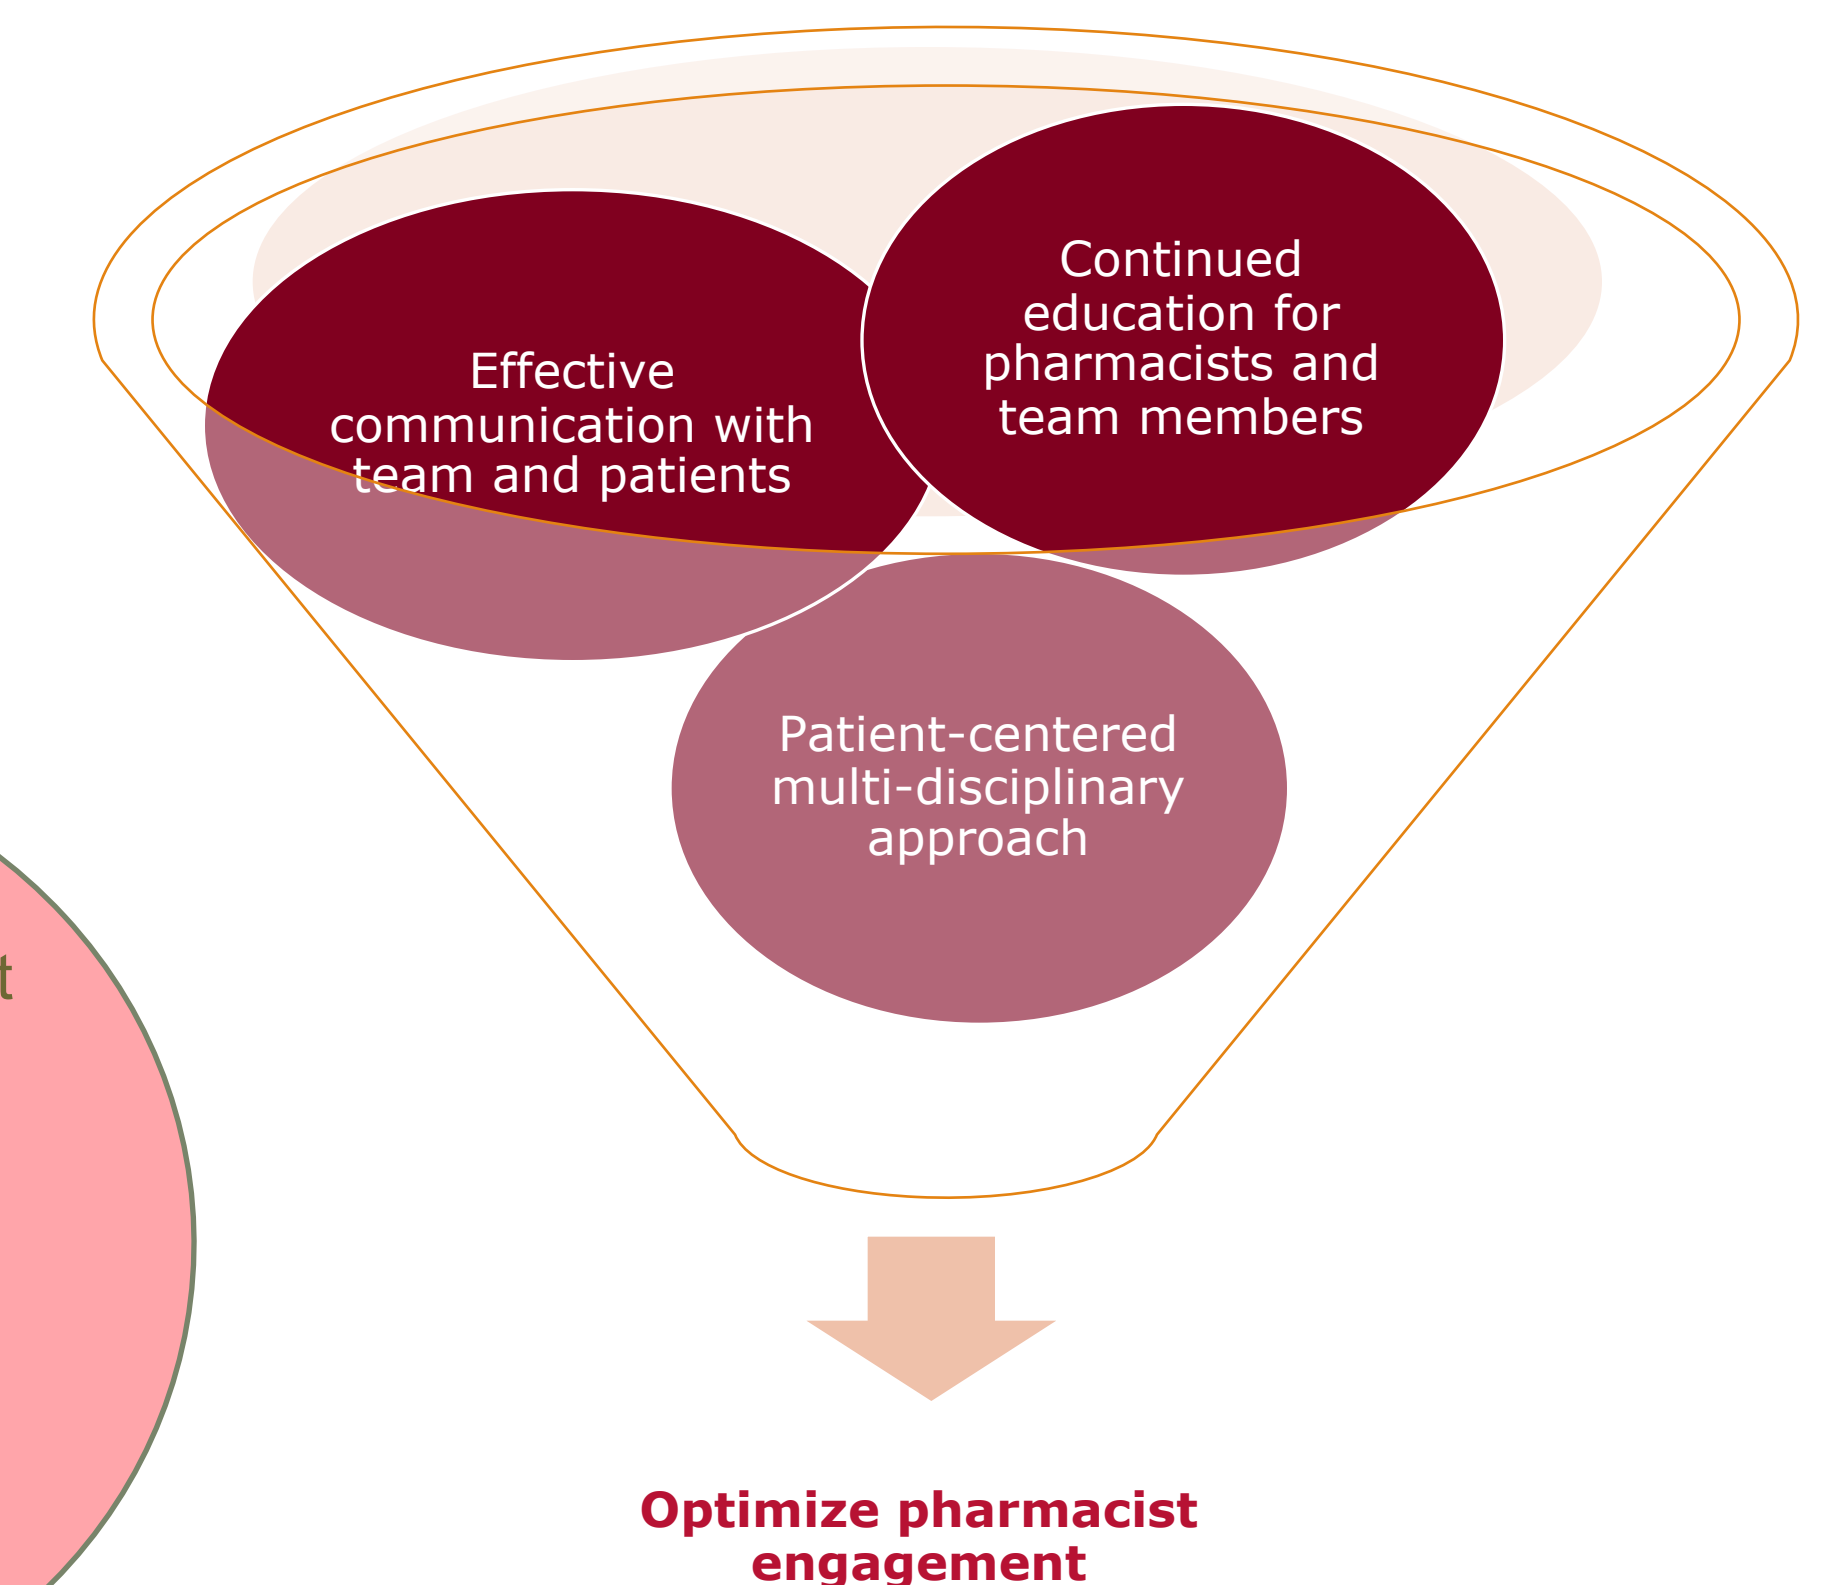 Effective
communication with
team and patients
Continued
education for
pharmacists and
team members
Patient-centered
multi-disciplinary
approach
t
Optimize pharmacist
engagement